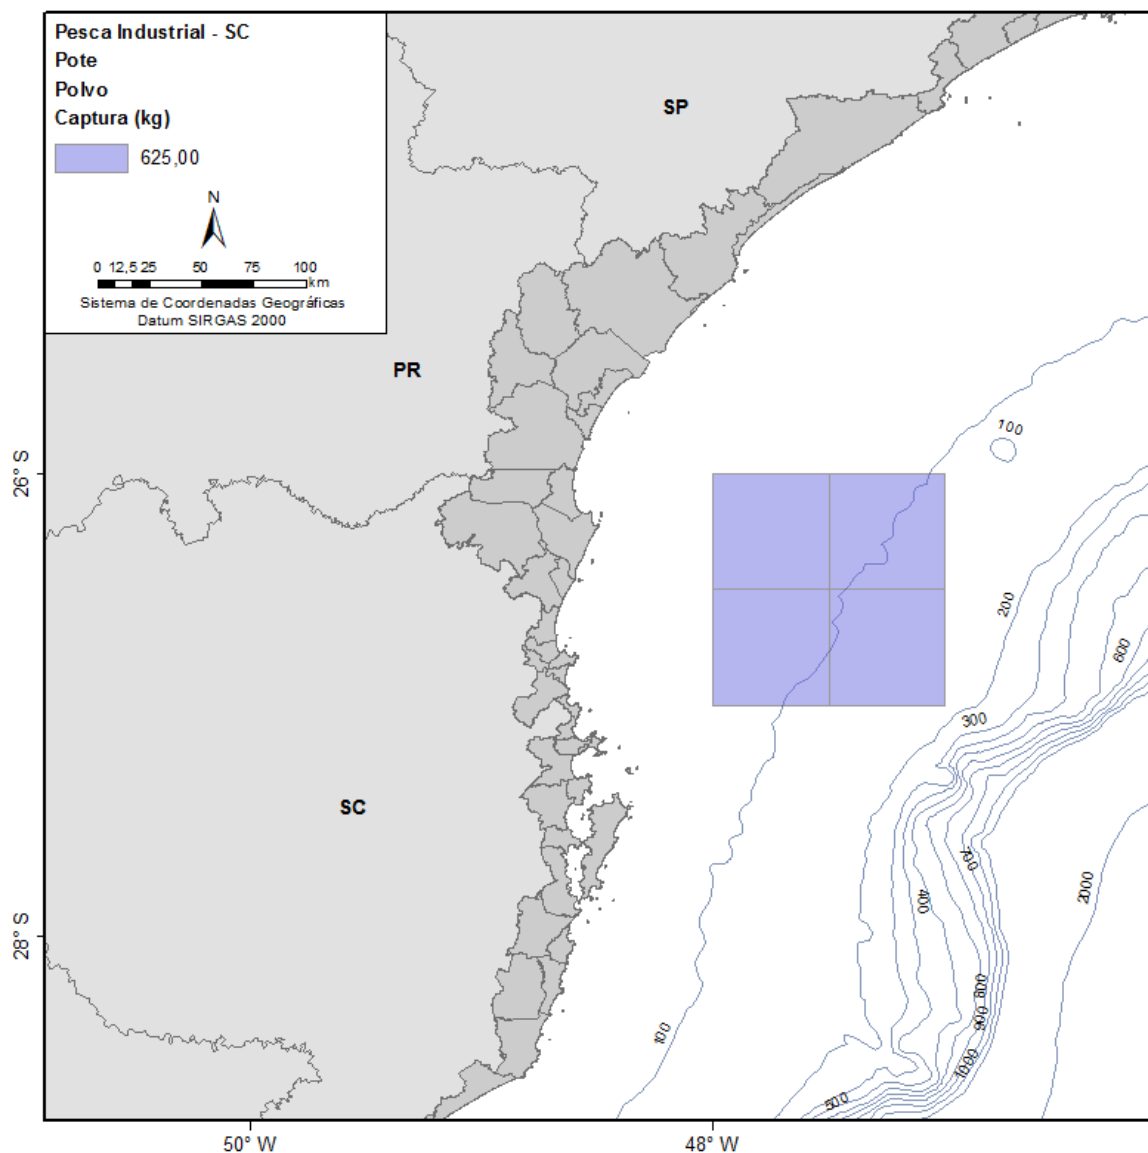 Pesca Industrial - SC
Pote
Polvo
Captura (kg)
625,00
N
0 12,5 25 50 75 100
km
Sistema de Coordenadas Geográficas
Datum SIRGAS 2000
SP
PR
SC
100
200
600
300
700
400
2000
800
900
1000
100
500
26° S
28° S
50° W
48° W